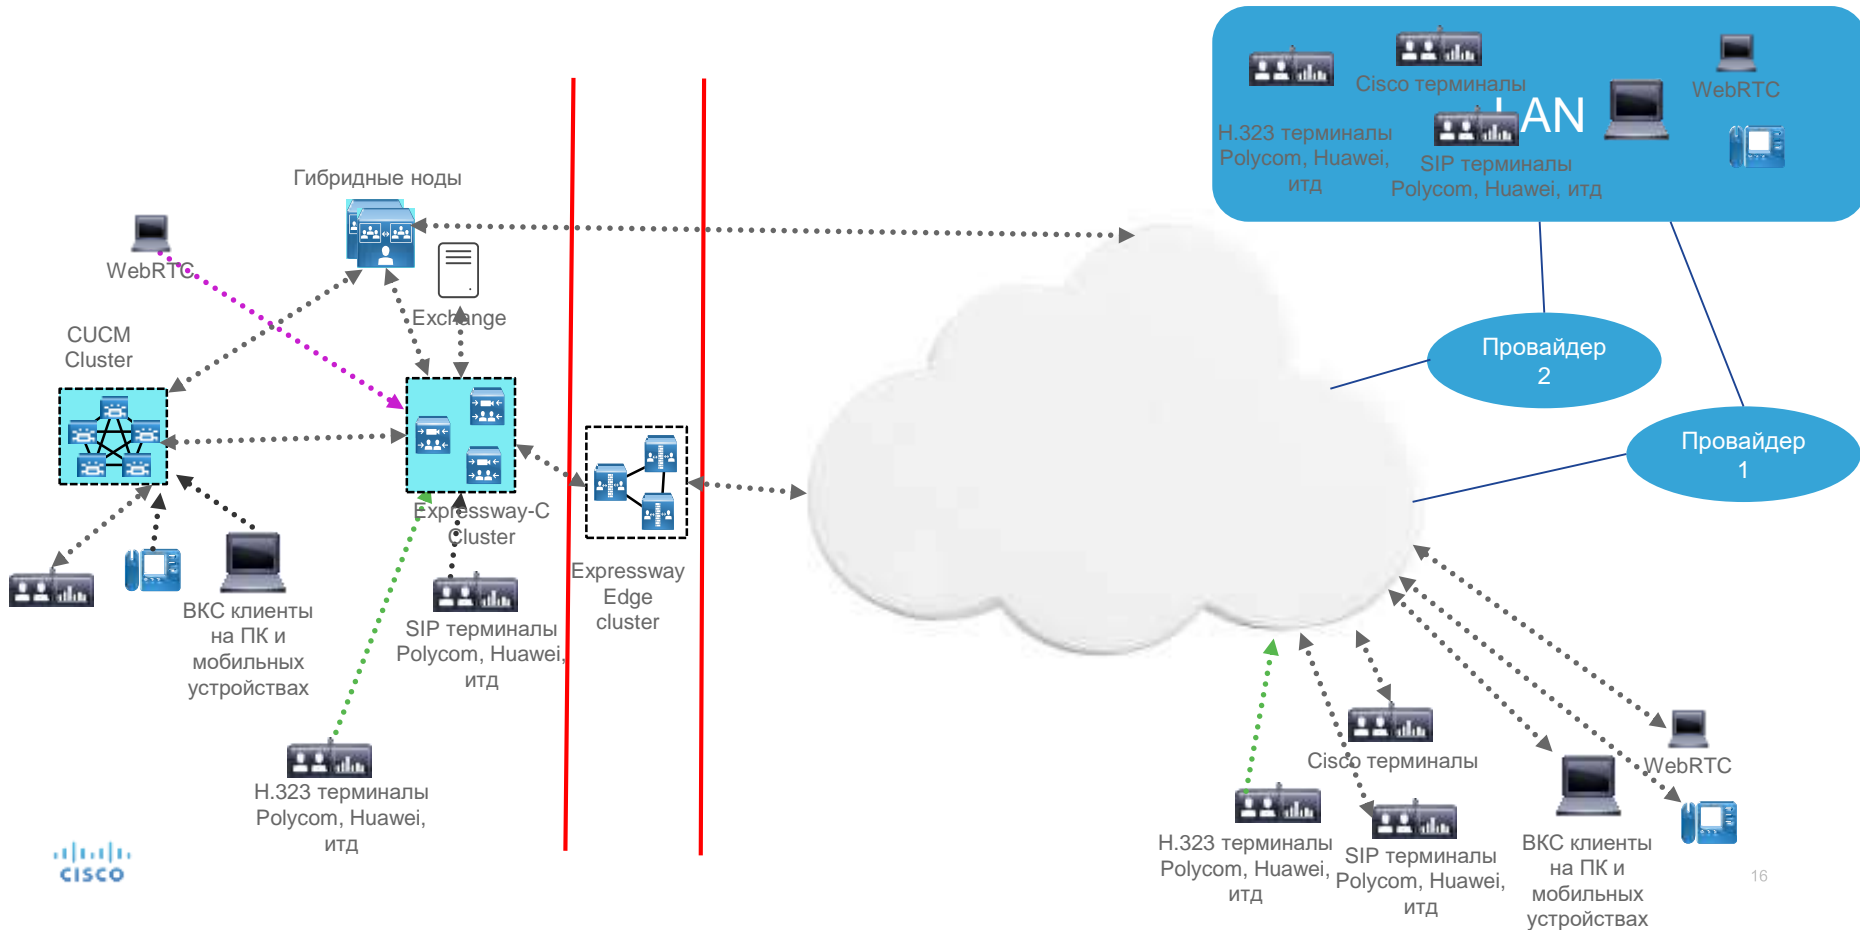 Cisco терминалы
WebRTC
LAN
H.323 терминалы
Polycom, Huawei,
итд
SIP терминалы
Polycom, Huawei, итд
Гибридные ноды
WebRTC
Exchange
CUCM
Cluster
Провайдер
2
Провайдер
1
Expressway-C
Cluster
Expressway
Edge
cluster
ВКС клиенты
на ПК и
мобильных
устройствах
SIP терминалы
Polycom, Huawei,
итд
H.323 терминалы
Polycom, Huawei,
итд
Cisco терминалы
WebRTC
H.323 терминалы
Polycom, Huawei,
итд
SIP терминалы
Polycom, Huawei,
итд
ВКС клиенты
на ПК и
мобильных
устройствах
CISCO
16